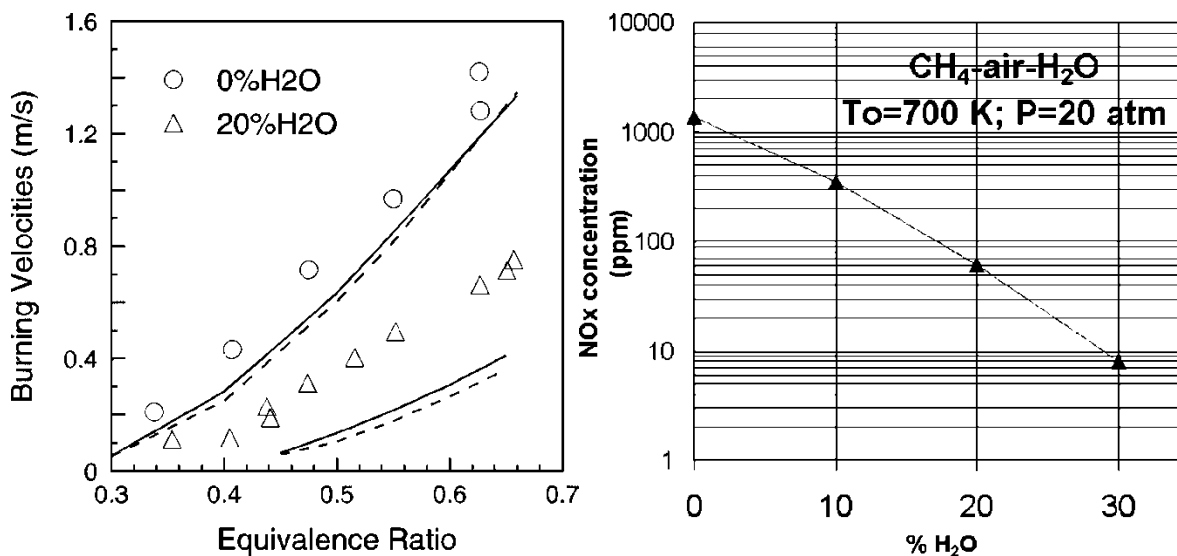 1.6
1.2
0.8
0.4
0
0.3
0.4
0.5
0.6
0.7
Burning Velocities (m/s)
Equivalence Ratio
0%H2O
20%H2O
10000
1000
100
10
1
0
10
20
30
NOx concentration
(ppm)
% H₂O
CH₄-air-H₂O
To=700 K; P=20 atm